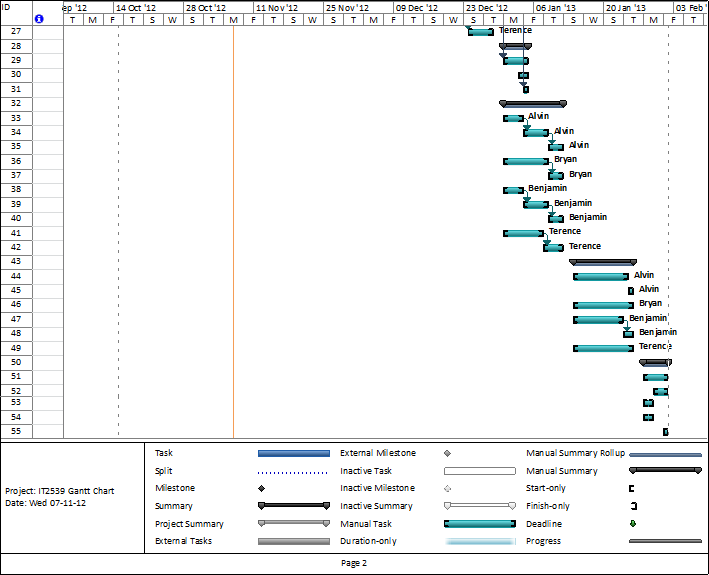 ID
ep '12 14 Oct '12 28 Oct '12 11 Nov '12 25 Nov '12 09 Dec '12 23 Dec '12 06 Jan '13 20 Jan '13 03 Feb '
T M F T S W S T M F T S W S T M F T S W S T M F T S W S
27 Terence
28
29
30
31
32
33 Alvin
34 Alvin
35 Alvin
36 Bryan
37 Bryan
38 Benjamin
39 Benjamin
40 Benjamin
41 Terence
42 Terence
43
44 Alvin
45 Alvin
46 Bryan
47 Benjamin
48 Benjamin
49 Terence
50
51
52
53
54
55
Project: IT2539 Gantt Chart
Date: Wed 07-11-12
Task External Milestone Manual Summary Rollup
Split Inactive Task Manual Summary
Milestone Inactive Milestone Start-only
Summary Inactive Summary Finish-only
Project Summary Manual Task Deadline
External Tasks Duration-only Progress
Page 2